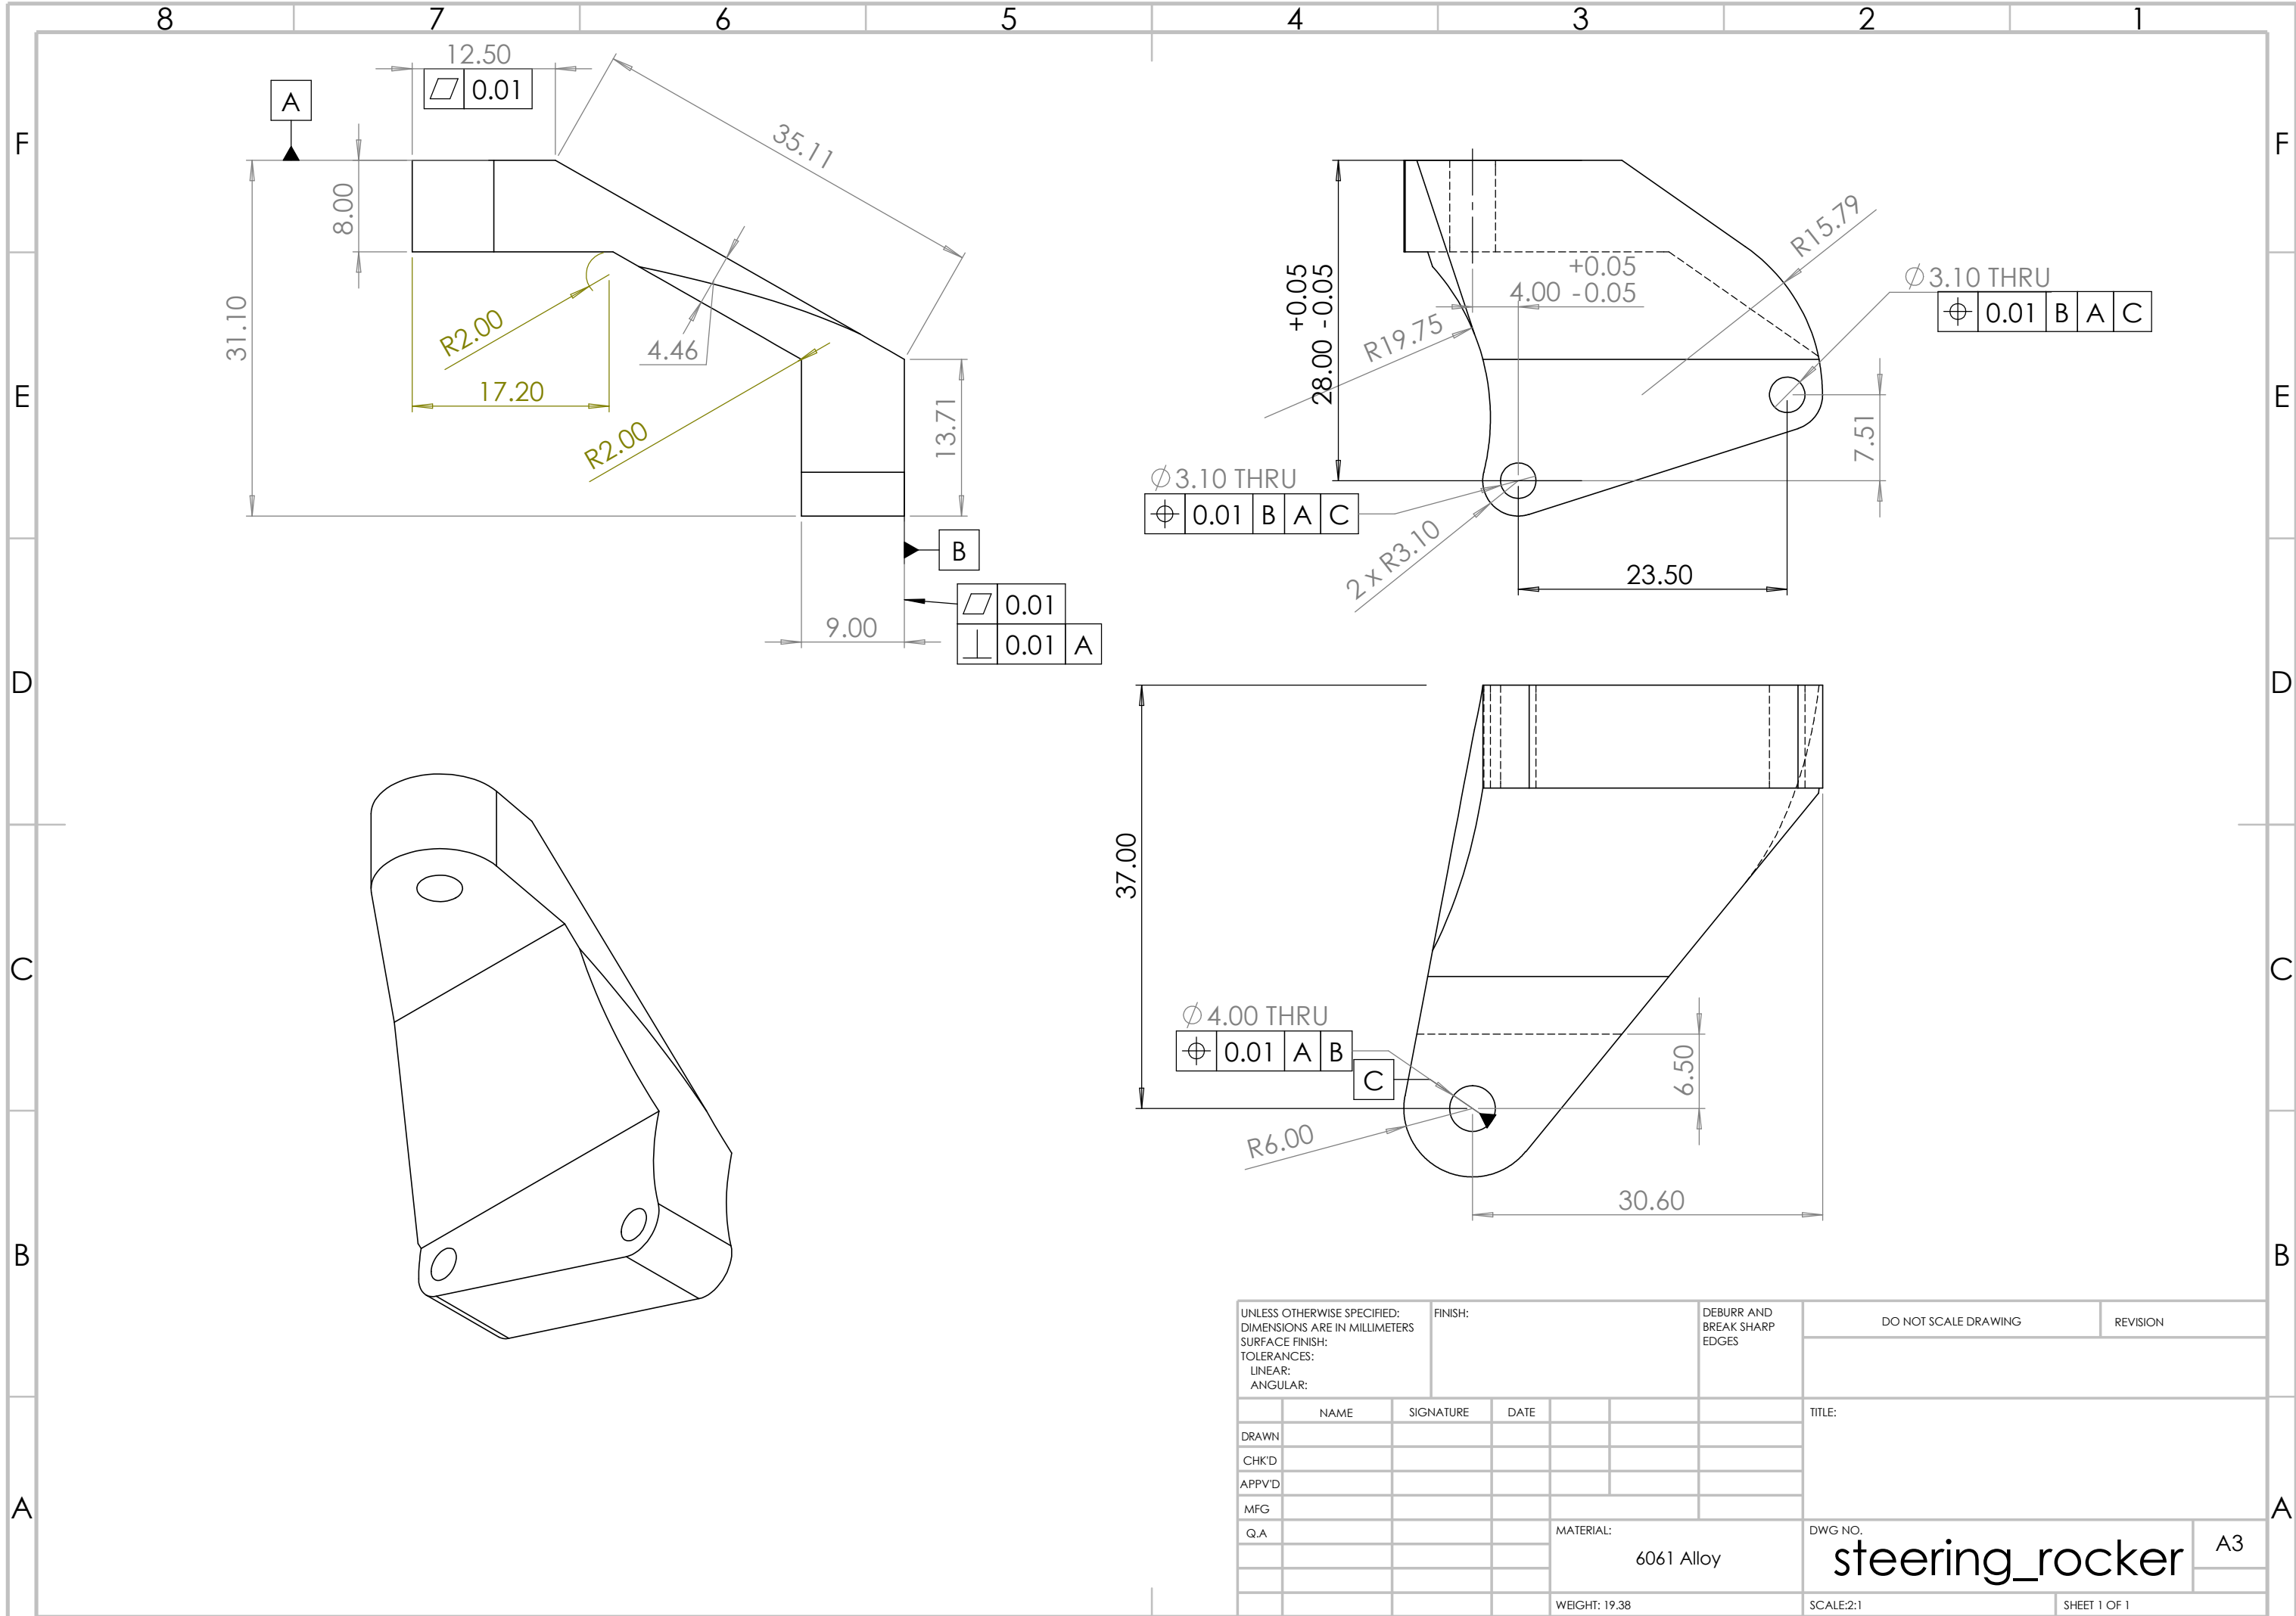 8 7 6 5 4 3 2 1
F
F
E
E
D
D
C
C
B
B
A
A
12.50
0.01
A
35.11
8.00
31.10
R2.00
4.46
17.20
R2.00
13.71
B
0.01
0.01 A
9.00
R15.79
+0.05
4.00 -0.05
+0.05
28.00 -0.05
R19.75
⌀3.10 THRU
⌖ 0.01 B A C
7.51
⌀3.10 THRU
⌖ 0.01 B A C
2 x R3.10
23.50
37.00
⌀4.00 THRU
⌖ 0.01 A B
C
6.50
R6.00
30.60
UNLESS OTHERWISE SPECIFIED:
DIMENSIONS ARE IN MILLIMETERS
SURFACE FINISH:
TOLERANCES:
LINEAR:
ANGULAR:
FINISH:
DEBURR AND
BREAK SHARP
EDGES
DO NOT SCALE DRAWING
REVISION
NAME SIGNATURE DATE
TITLE:
DRAWN
CHK'D
APPV'D
MFG
Q.A
MATERIAL:
6061 Alloy
DWG NO.
steering_rocker
A3
WEIGHT: 19.38
SCALE:2:1
SHEET 1 OF 1